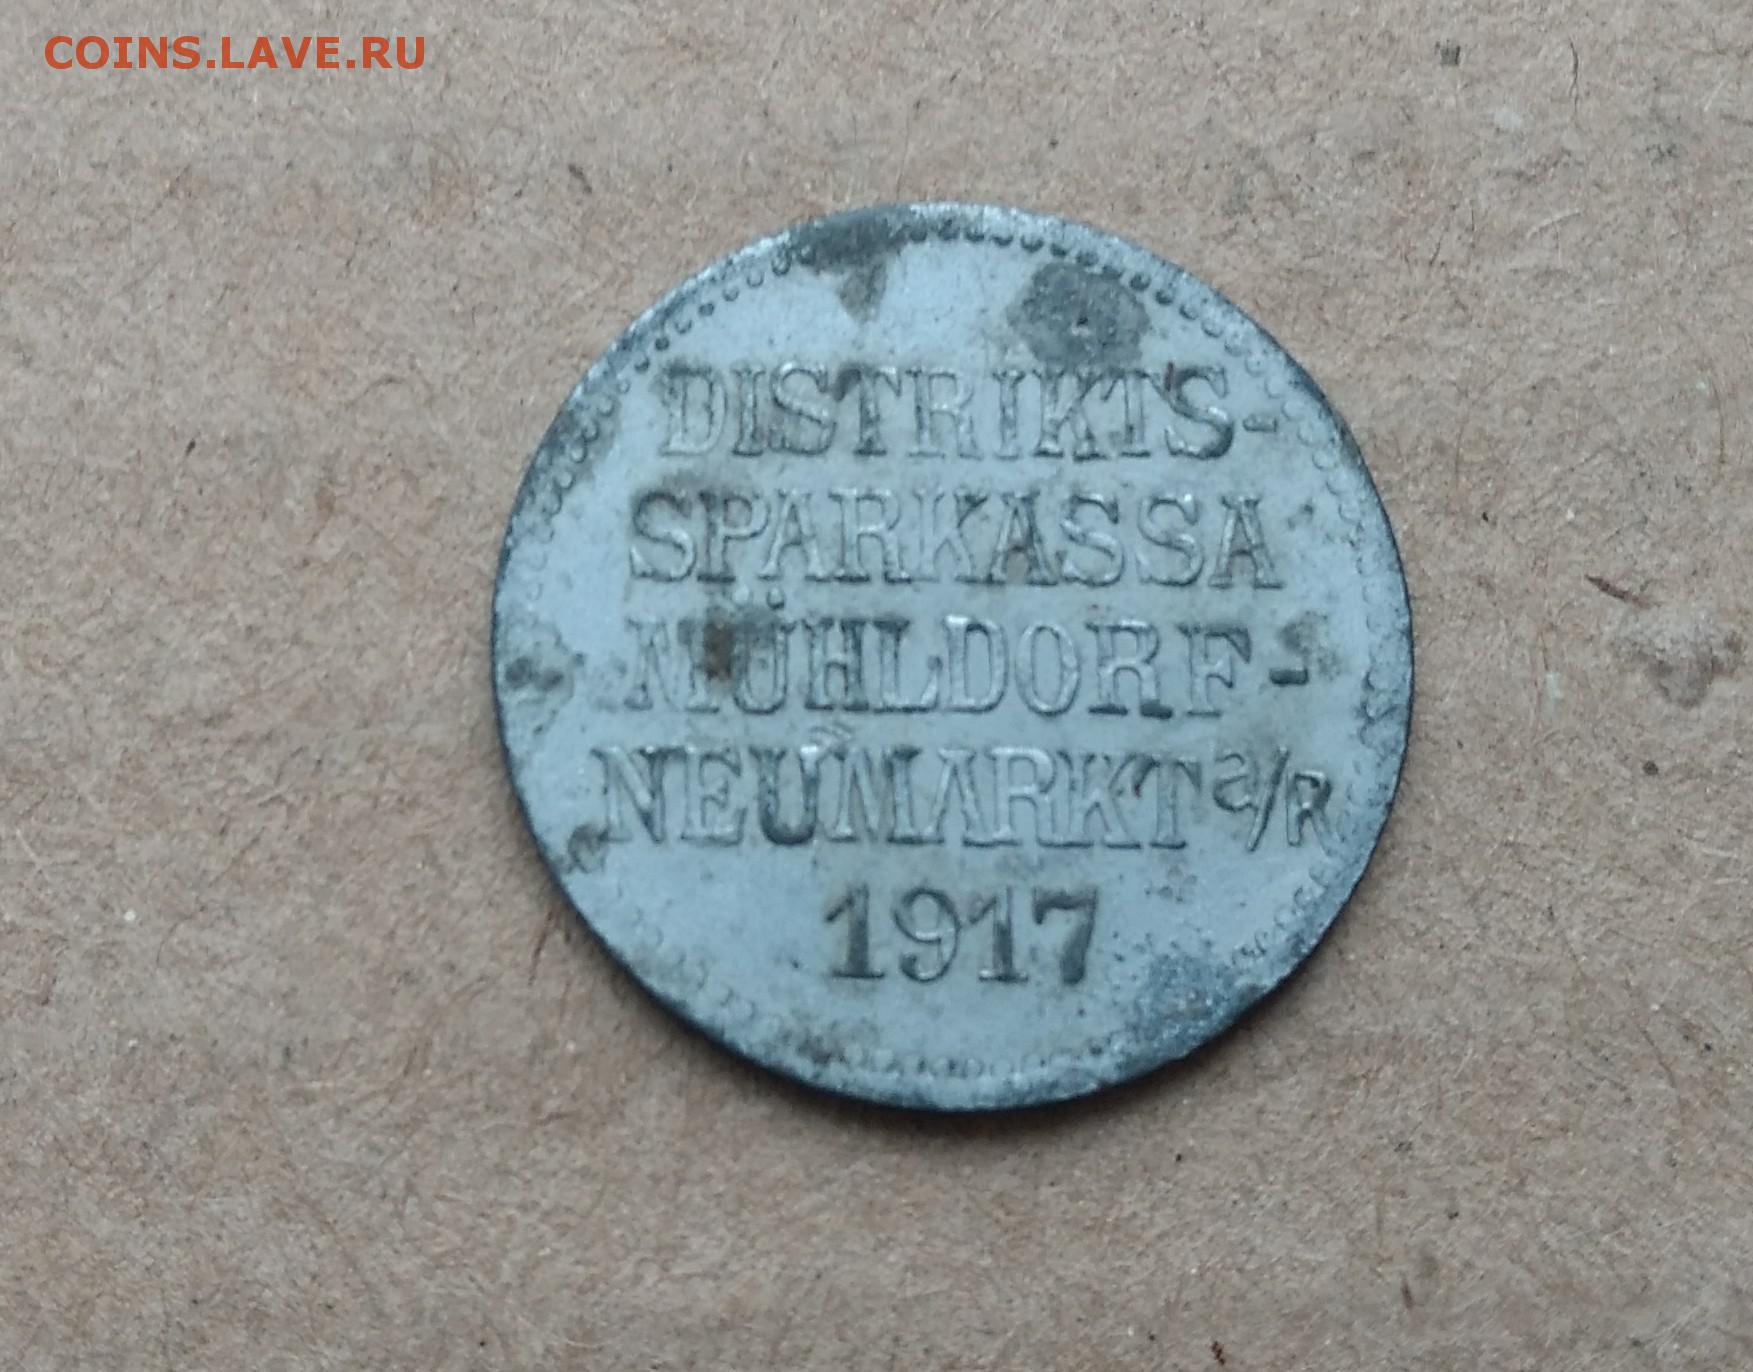 COINS.LAVE.RU
DISTRIKTS-
SPARKASSA
MÜHLDORF-
NEUMARKT a/R
1917